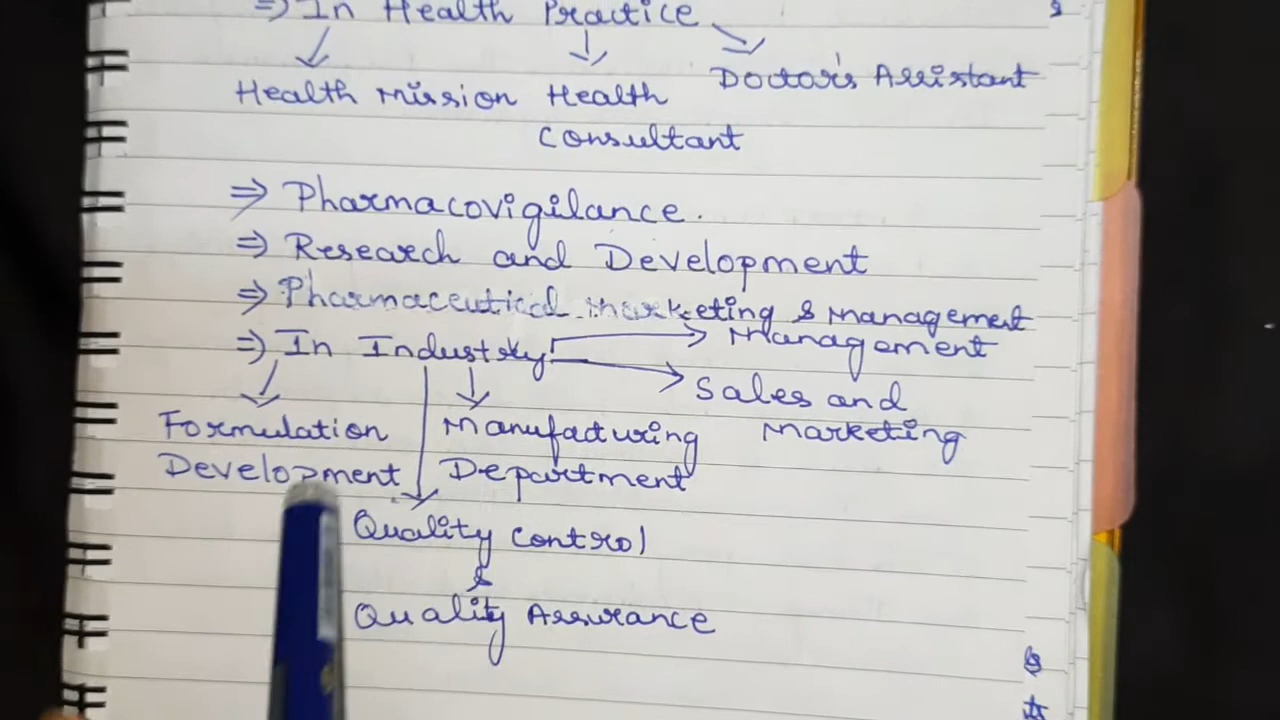 ⇒ In Health Practice
Health Mission Health Doctor's Assistant
Consultant
⇒ Pharmacovigilance.
⇒ Research and Development
⇒ Pharmaceutical marketing & Management
⇒ In Industry Management
Sales and
Formulation Manufacturing Marketing
Development Department
Quality Control
&
Quality Assurance